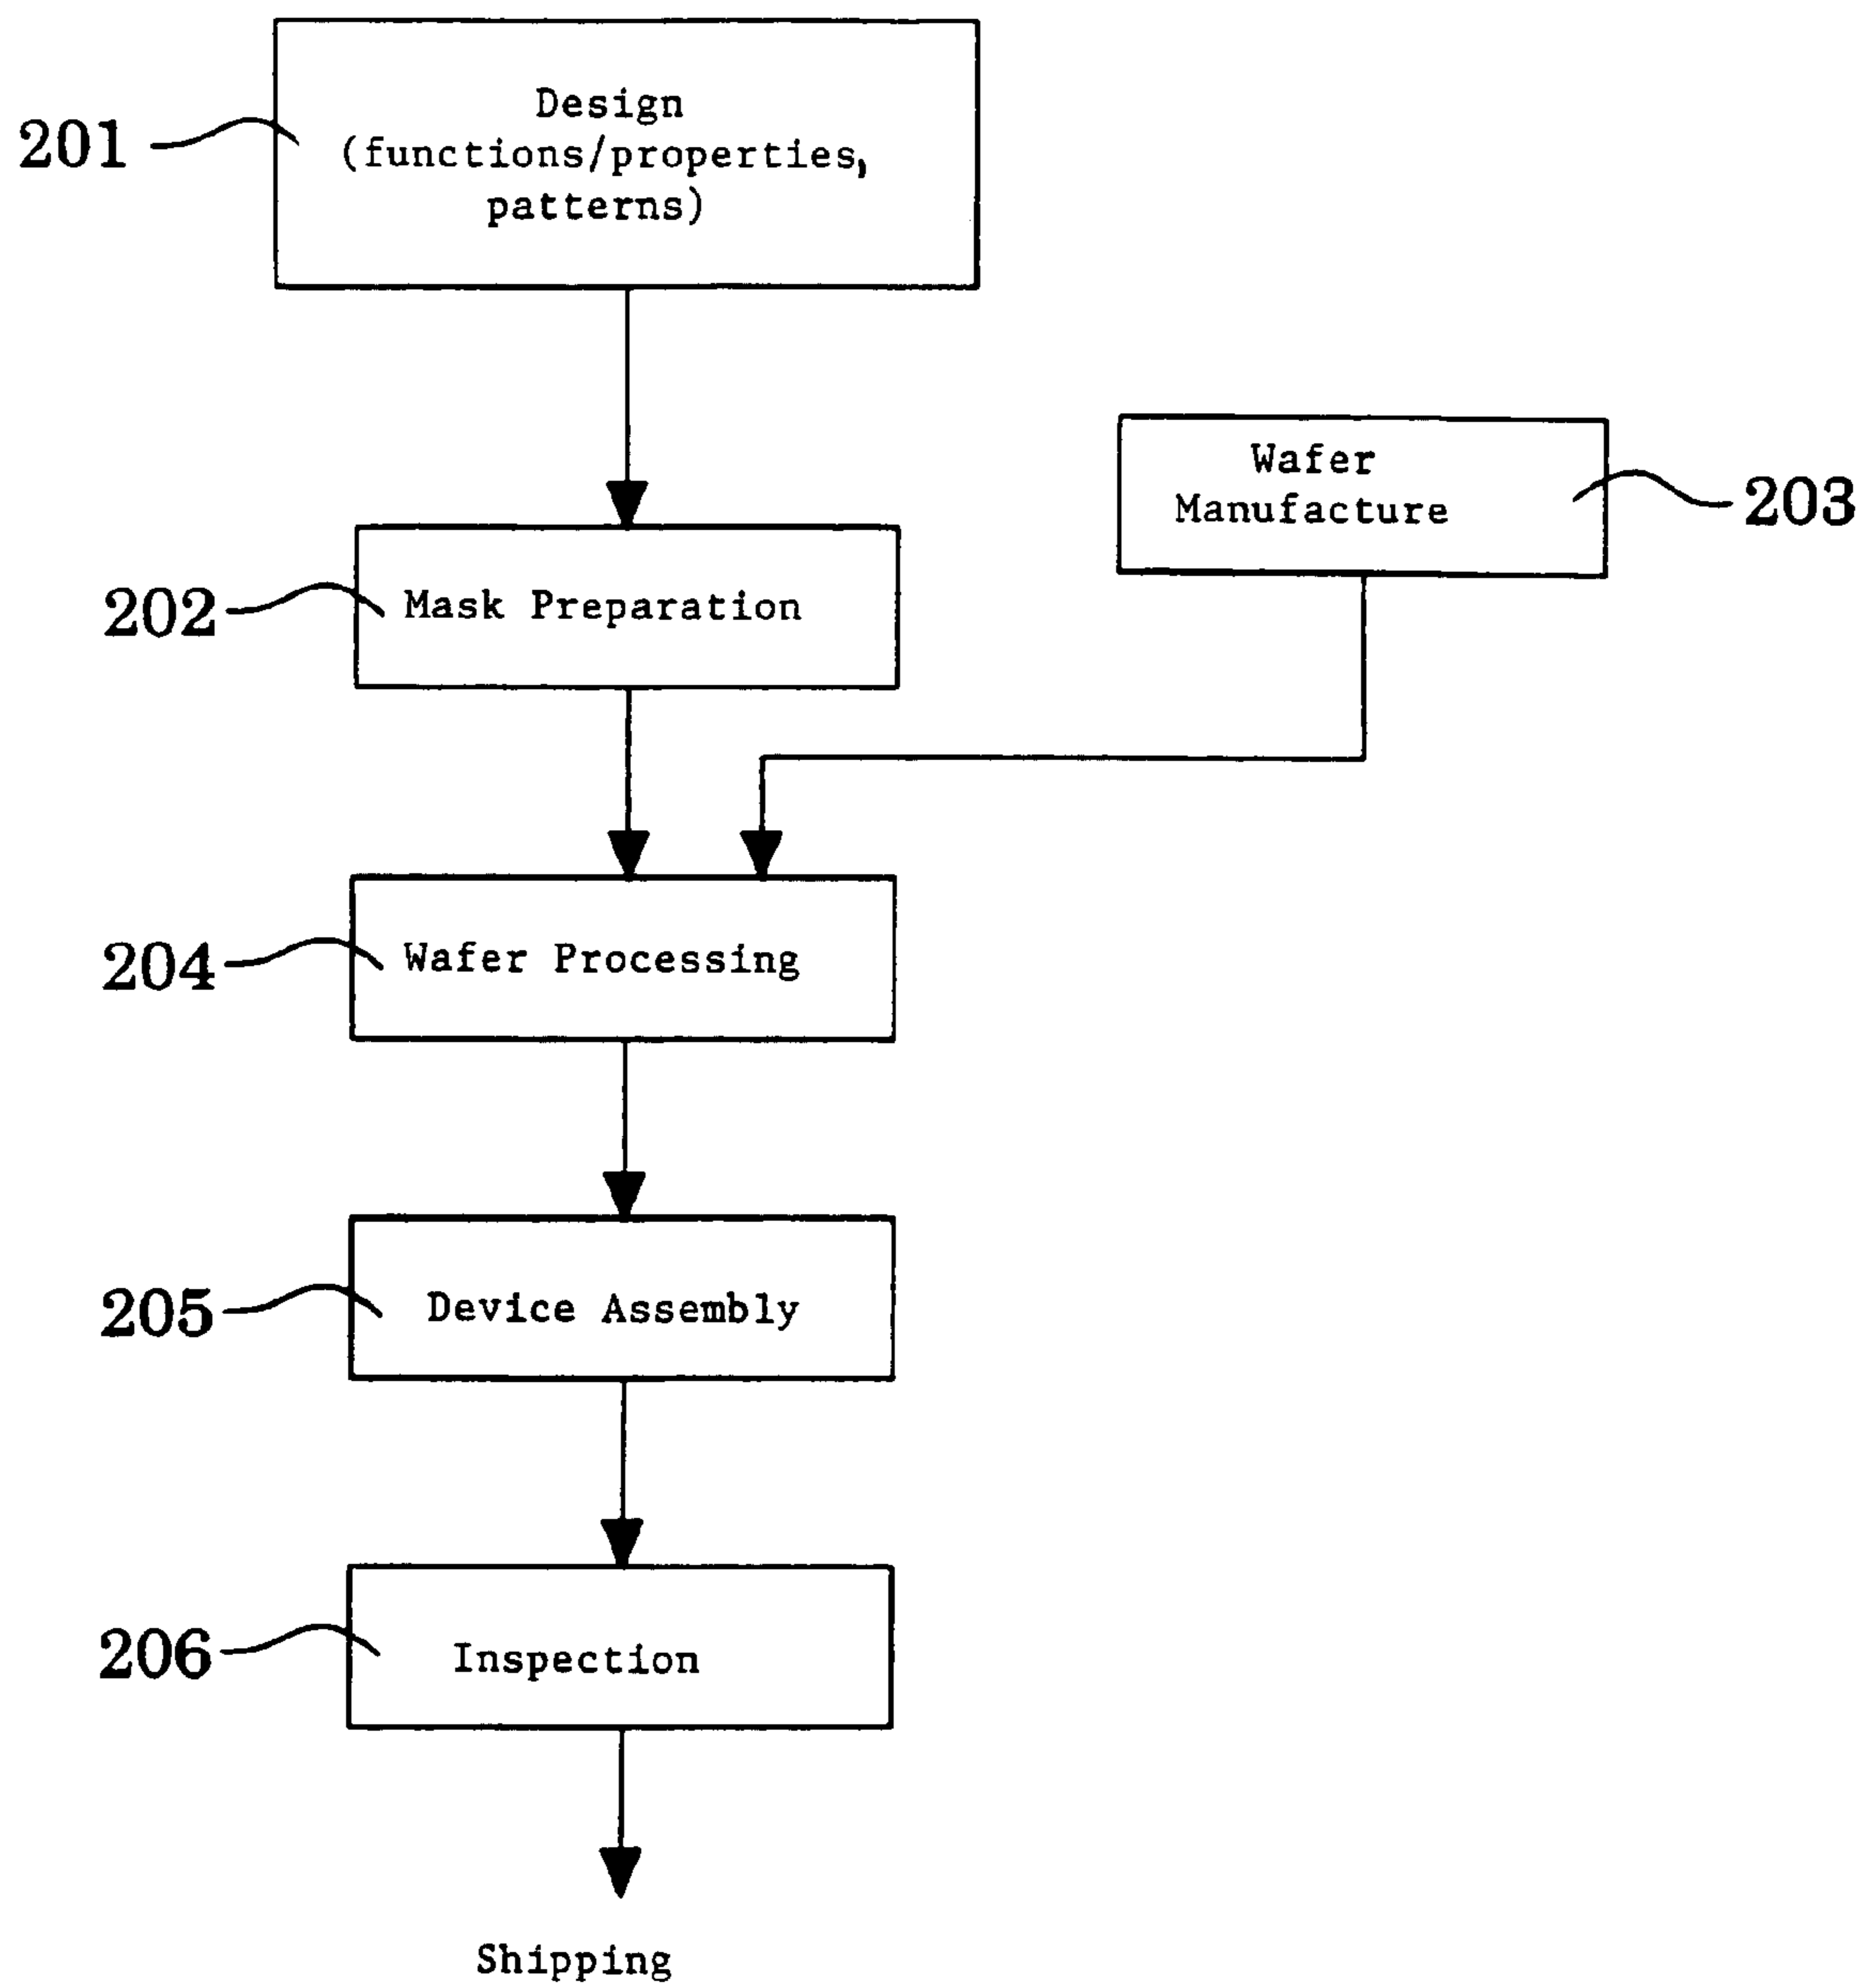 201
Design
(functions/properties,
patterns)
Wafer
Manufacture
203
202
Mask Preparation
204
Wafer Processing
205
Device Assembly
206
Inspection
Shipping